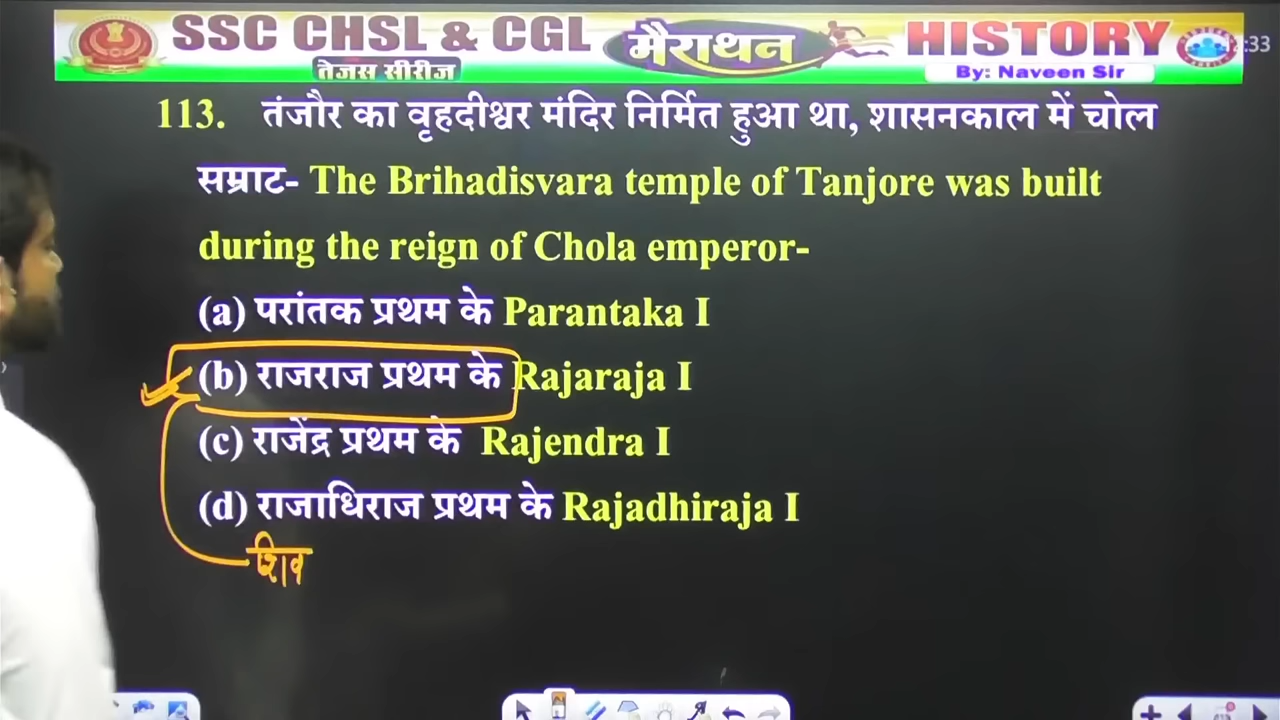 SSC CHSL & CGL मैराथन HISTORY
तेजस सीरीज By: Naveen Sir
113. तंजौर का वृहदीश्वर मंदिर निर्मित हुआ था, शासनकाल में चोल
सम्राट- The Brihadisvara temple of Tanjore was built
during the reign of Chola emperor-
(a) परांतक प्रथम के Parantaka I
(b) राजराज प्रथम के Rajaraja I
(c) राजेंद्र प्रथम के Rajendra I
(d) राजाधिराज प्रथम के Rajadhiraja I
शिव